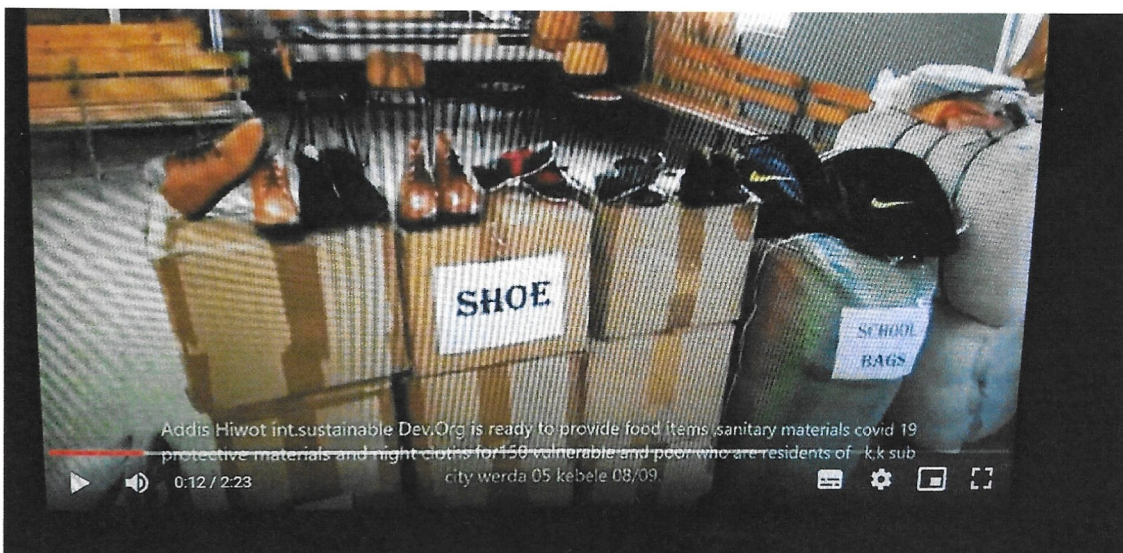 SHOE
SCHOOL
BAGS
Addis Hiwot int.sustainable Dev.Org is ready to provide food items ,sanitary materials covid 19
protective materials and night cloths for 150 vulnerable and poor who are residents of k,k sub
city werda 05 kebele 08/09.
0:12 / 2:23